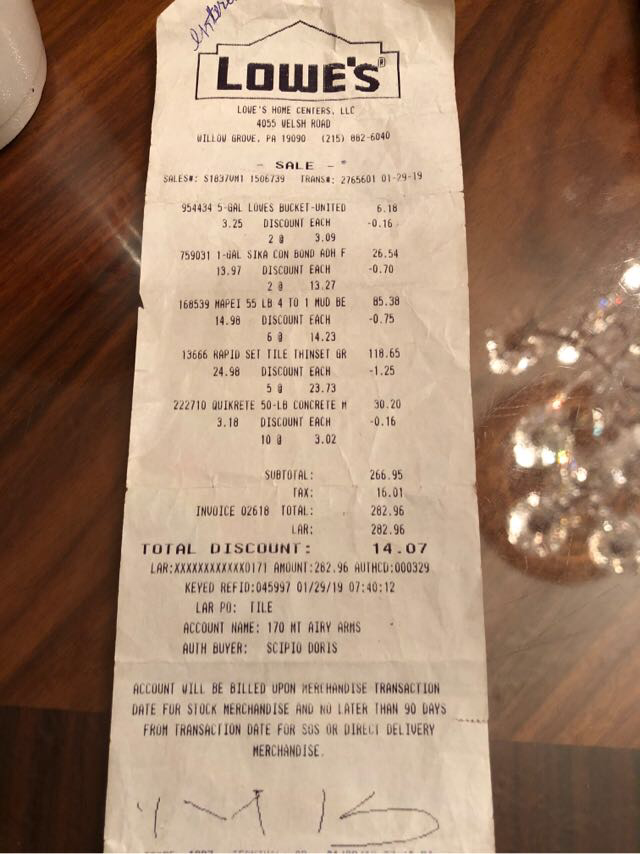 LOWE'S®
LOWE'S HOME CENTERS, LLC
4055 WELSH ROAD
WILLOW GROVE, PA 19090 (215) 882-6040
- SALE -
SALES#: S1837VM1 1506739 TRANS#: 2765601 01-29-19
954434 5-GAL LOWES BUCKET-UNITED 6.18
3.25 DISCOUNT EACH -0.16
2 @ 3.09
759031 1-GAL SIKA CON BOND ADH F 26.54
13.97 DISCOUNT EACH -0.70
2 @ 13.27
168539 MAPEI 55 LB 4 TO 1 MUD BE 85.38
14.98 DISCOUNT EACH -0.75
6 @ 14.23
13666 RAPID SET TILE THINSET GR 118.65
24.98 DISCOUNT EACH -1.25
5 @ 23.73
222710 QUIKRETE 50-LB CONCRETE M 30.20
3.18 DISCOUNT EACH -0.16
10 @ 3.02
SUBTOTAL: 266.95
TAX: 16.01
INVOICE 02618 TOTAL: 282.96
LAR: 282.96
TOTAL DISCOUNT: 14.07
LAR:XXXXXXXXXXXX0171 AMOUNT:282.96 AUTHCD:000329
KEYED REFID:045997 01/29/19 07:40:12
LAR PO: TILE
ACCOUNT NAME: 170 MT AIRY ARMS
AUTH BUYER: SCIPIO DORIS
ACCOUNT WILL BE BILLED UPON MERCHANDISE TRANSACTION
DATE FOR STOCK MERCHANDISE AND NO LATER THAN 90 DAYS
FROM TRANSACTION DATE FOR SOS OR DIRECT DELIVERY
MERCHANDISE.